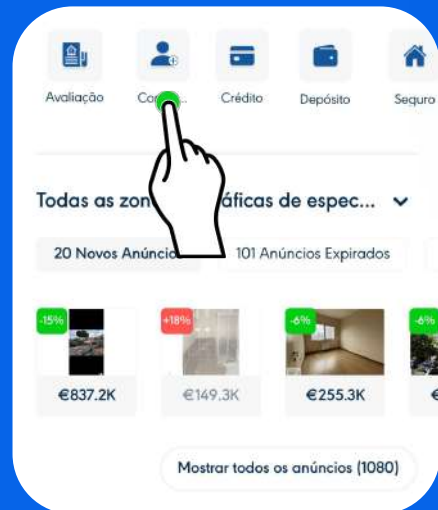 Avaliação
Crédito
Depósito
Seguro
Todas as áficas de espec...
20 Novos Anúncio
101 Anúncios Expirados
-15%
+18%
-6%
-6%
€837.2K
€149.3K
€255.3K
€
Mostrar todos os anúncios (1080)